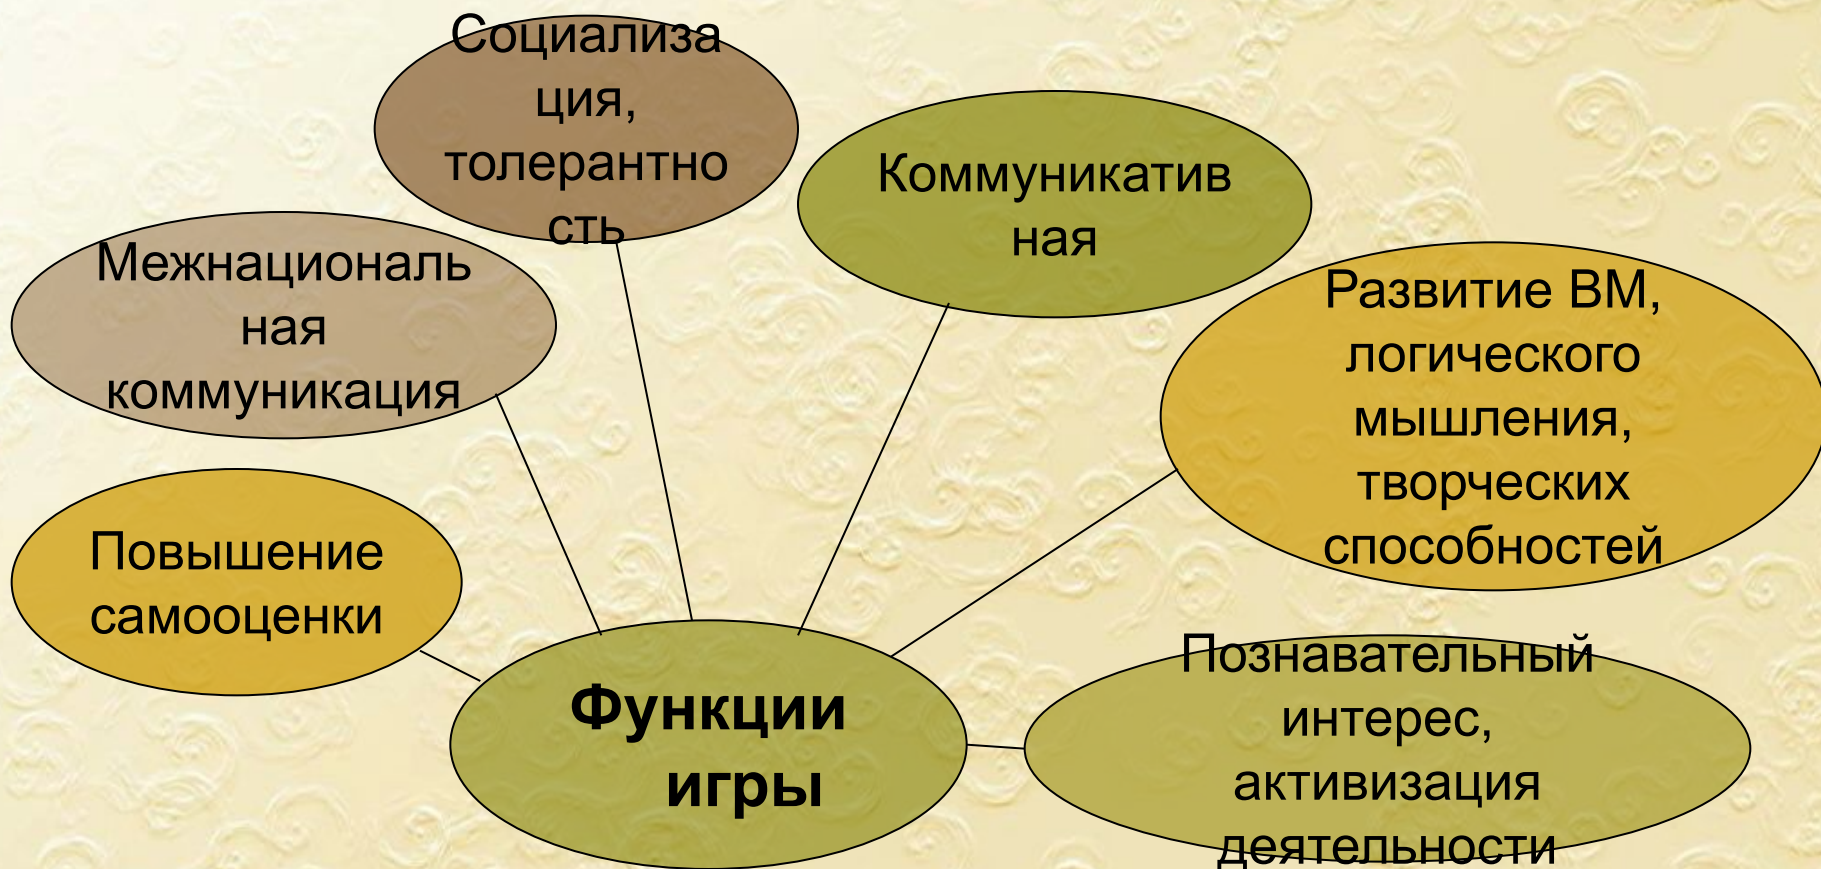 Социализа
ция,
толерантно
сть
Коммуникатив
ная
Межнациональ
ная
коммуникация
Развитие ВМ,
логического
мышления,
творческих
способностей
Повышение
самооценки
Функции
игры
Познавательный
интерес,
активизация
деятельности